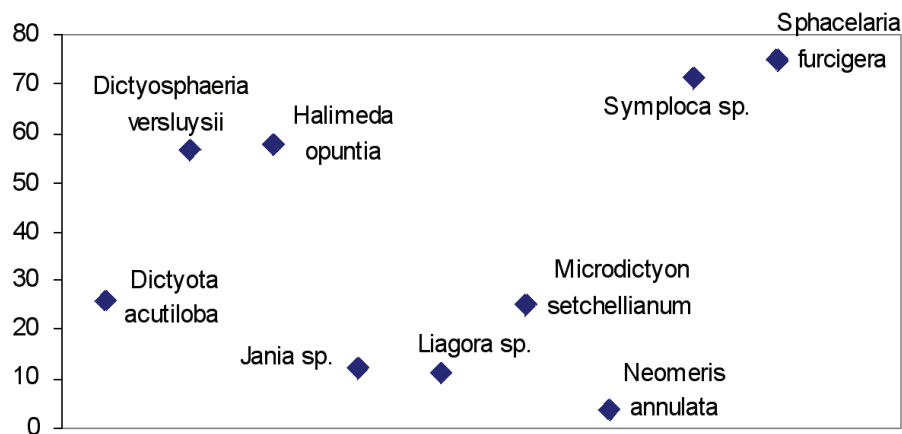 80
70
60
50
40
30
20
10
0
Sphacelaria
furcigera
Symploca sp.
Dictyosphaeria
versluysii
Halimeda
opuntia
Dictyota
acutiloba
Microdictyon
setchellianum
Jania sp.
Liagora sp.
Neomeris
annulata